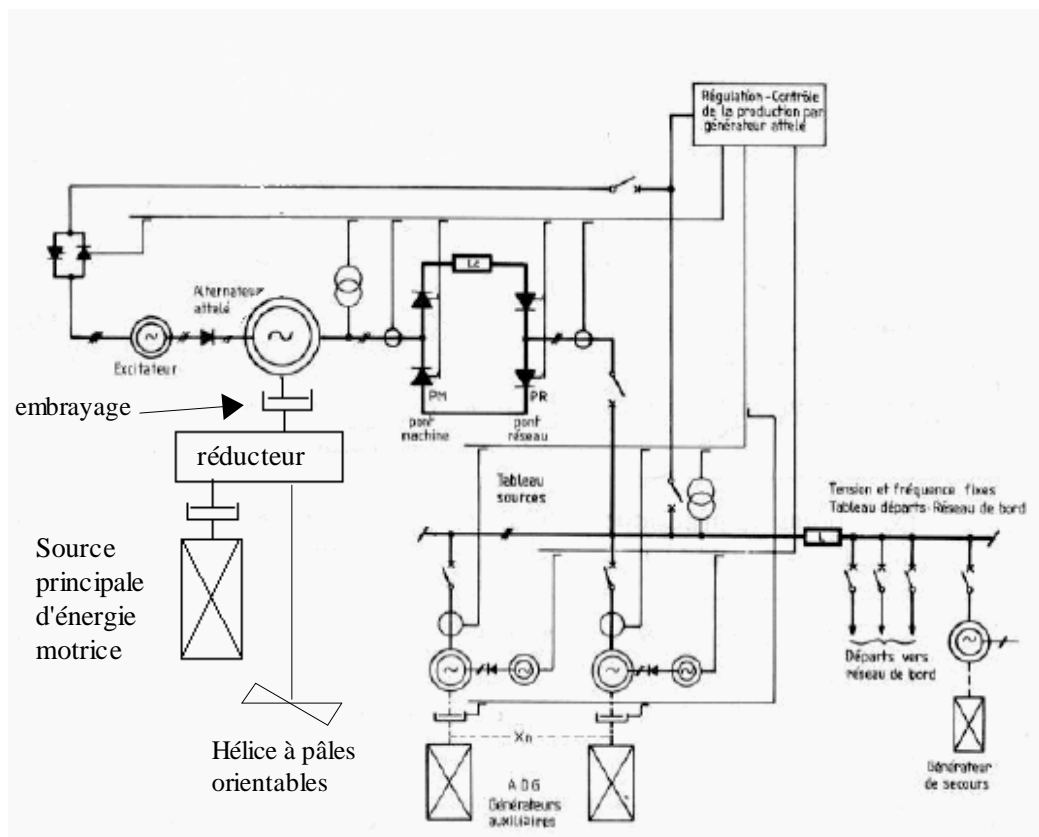 Régulation-Contrôle
de la production par
générateur attelé
Lc
Alternateur
attelé
Excitateur
PM
pont
machine
PR
pont
réseau
embrayage
réducteur
Tableau
sources
Tension et fréquence fixes
Tableau départs-Réseau de bord
L
Source
principale
d'énergie
motrice
Départs vers
réseau de bord
Xn
Hélice à pâles
orientables
A D G
Générateurs
auxiliaires
Générateur
de secours